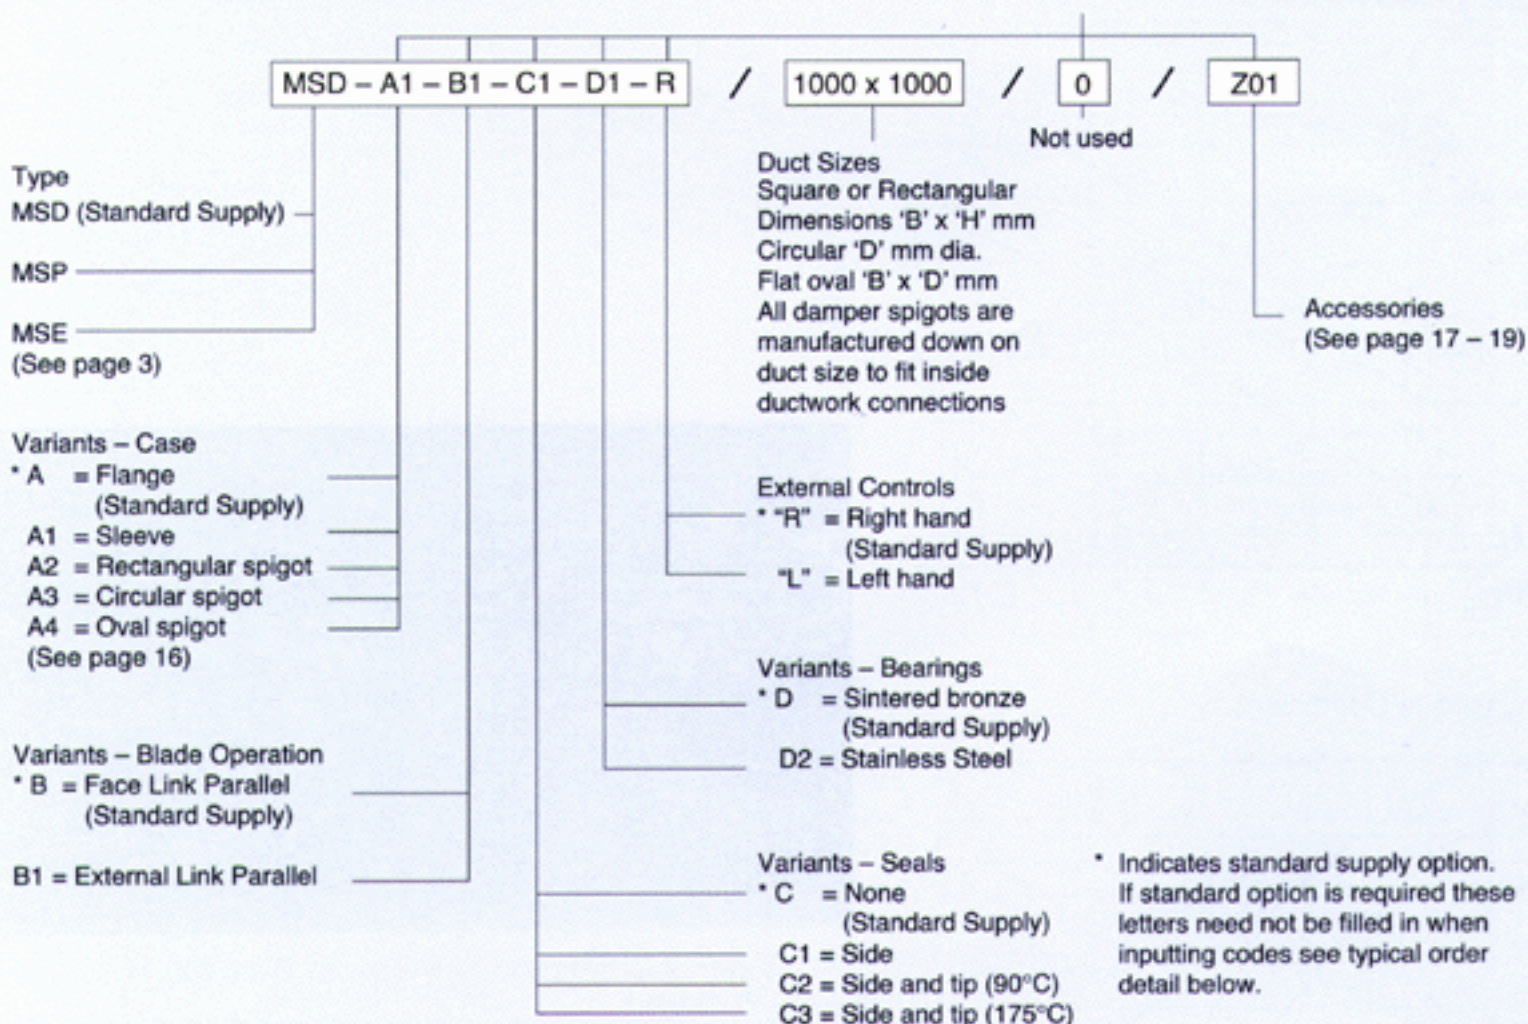 MSD – A1 – B1 – C1 – D1 – R / 1000 x 1000 / 0 / Z01
Not used
Type
MSD (Standard Supply)
MSP
MSE
(See page 3)
Duct Sizes
Square or Rectangular
Dimensions 'B' x 'H' mm
Circular 'D' mm dia.
Flat oval 'B' x 'D' mm
All damper spigots are
manufactured down on
duct size to fit inside
ductwork connections
Accessories
(See page 17 – 19)
Variants – Case
* A = Flange
(Standard Supply)
A1 = Sleeve
A2 = Rectangular spigot
A3 = Circular spigot
A4 = Oval spigot
(See page 16)
External Controls
* "R" = Right hand
(Standard Supply)
"L" = Left hand
Variants – Bearings
* D = Sintered bronze
(Standard Supply)
D2 = Stainless Steel
Variants – Blade Operation
* B = Face Link Parallel
(Standard Supply)
B1 = External Link Parallel
Variants – Seals
* C = None
(Standard Supply)
C1 = Side
C2 = Side and tip (90°C)
C3 = Side and tip (175°C)
* Indicates standard supply option.
If standard option is required these
letters need not be filled in when
inputting codes see typical order
detail below.